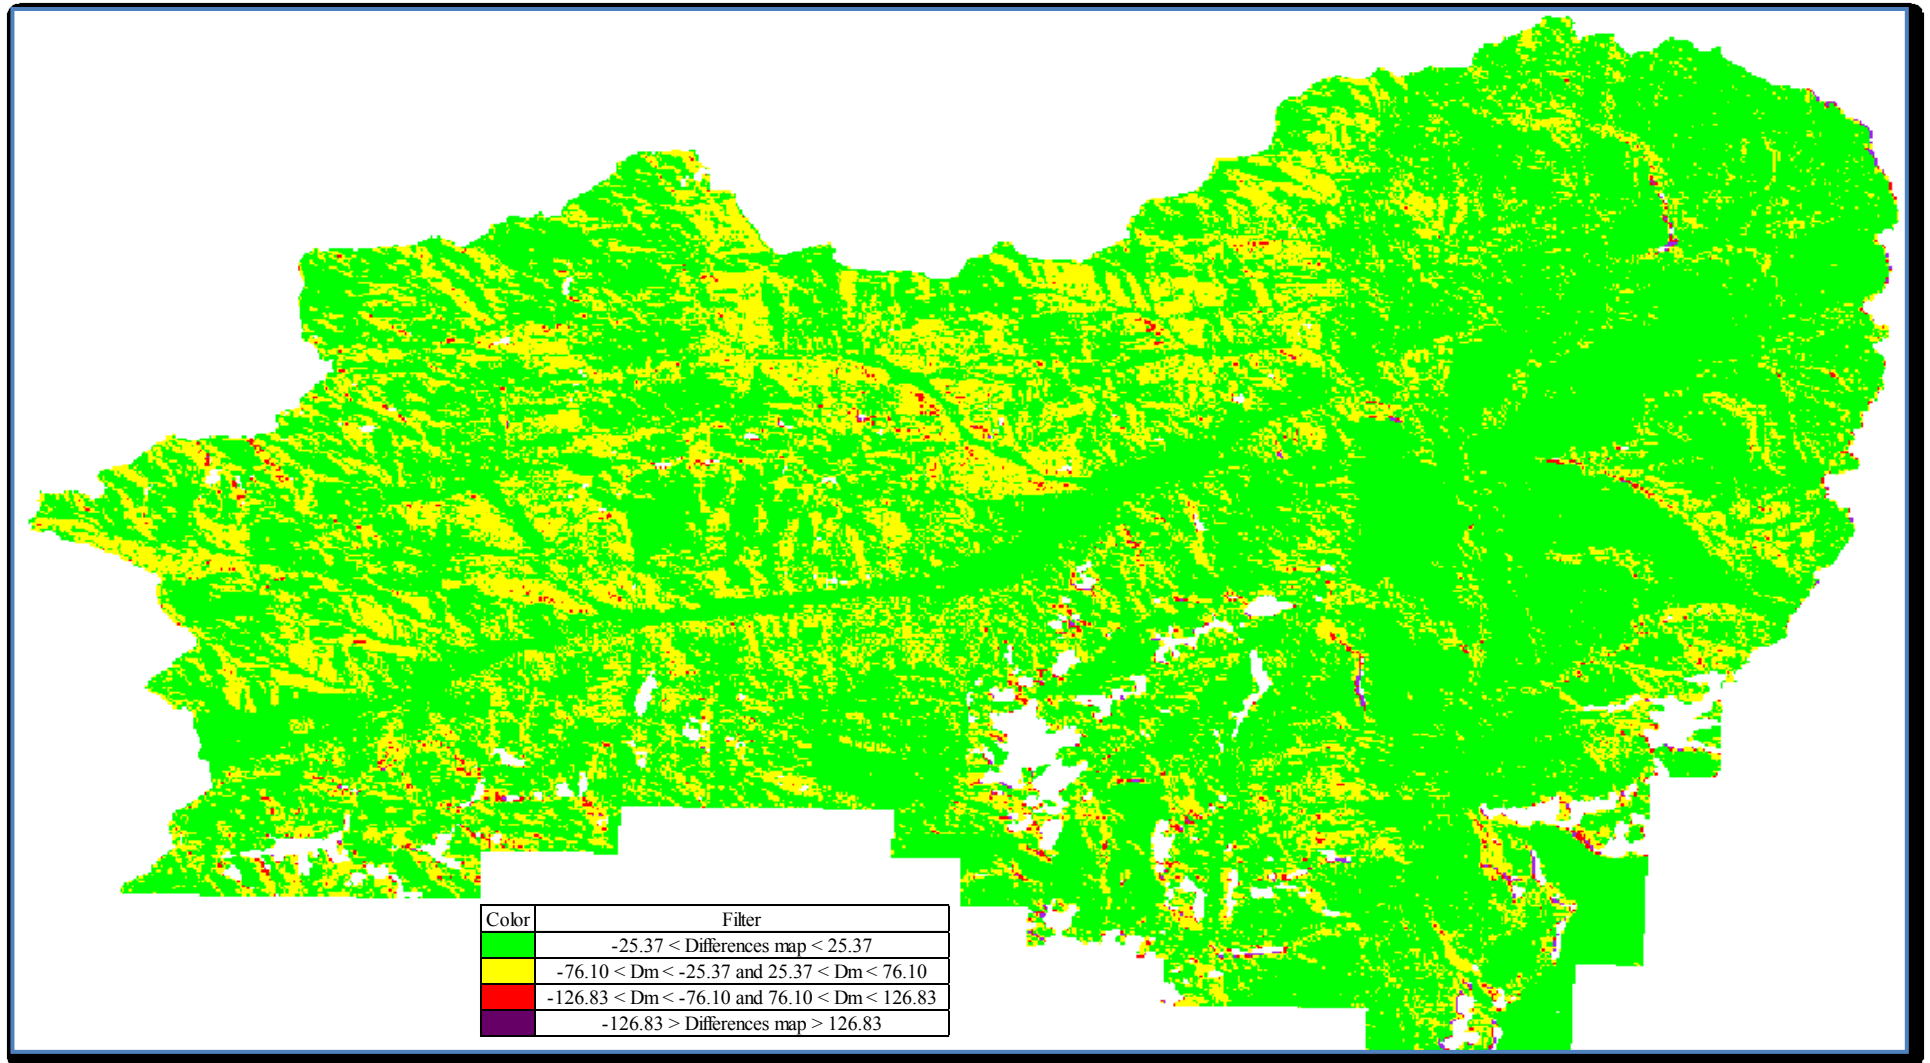 Color Filter
-25.37 < Differences map < 25.37
-76.10 < Dm < -25.37 and 25.37 < Dm < 76.10
-126.83 < Dm < -76.10 and 76.10 < Dm < 126.83
-126.83 > Differences map > 126.83